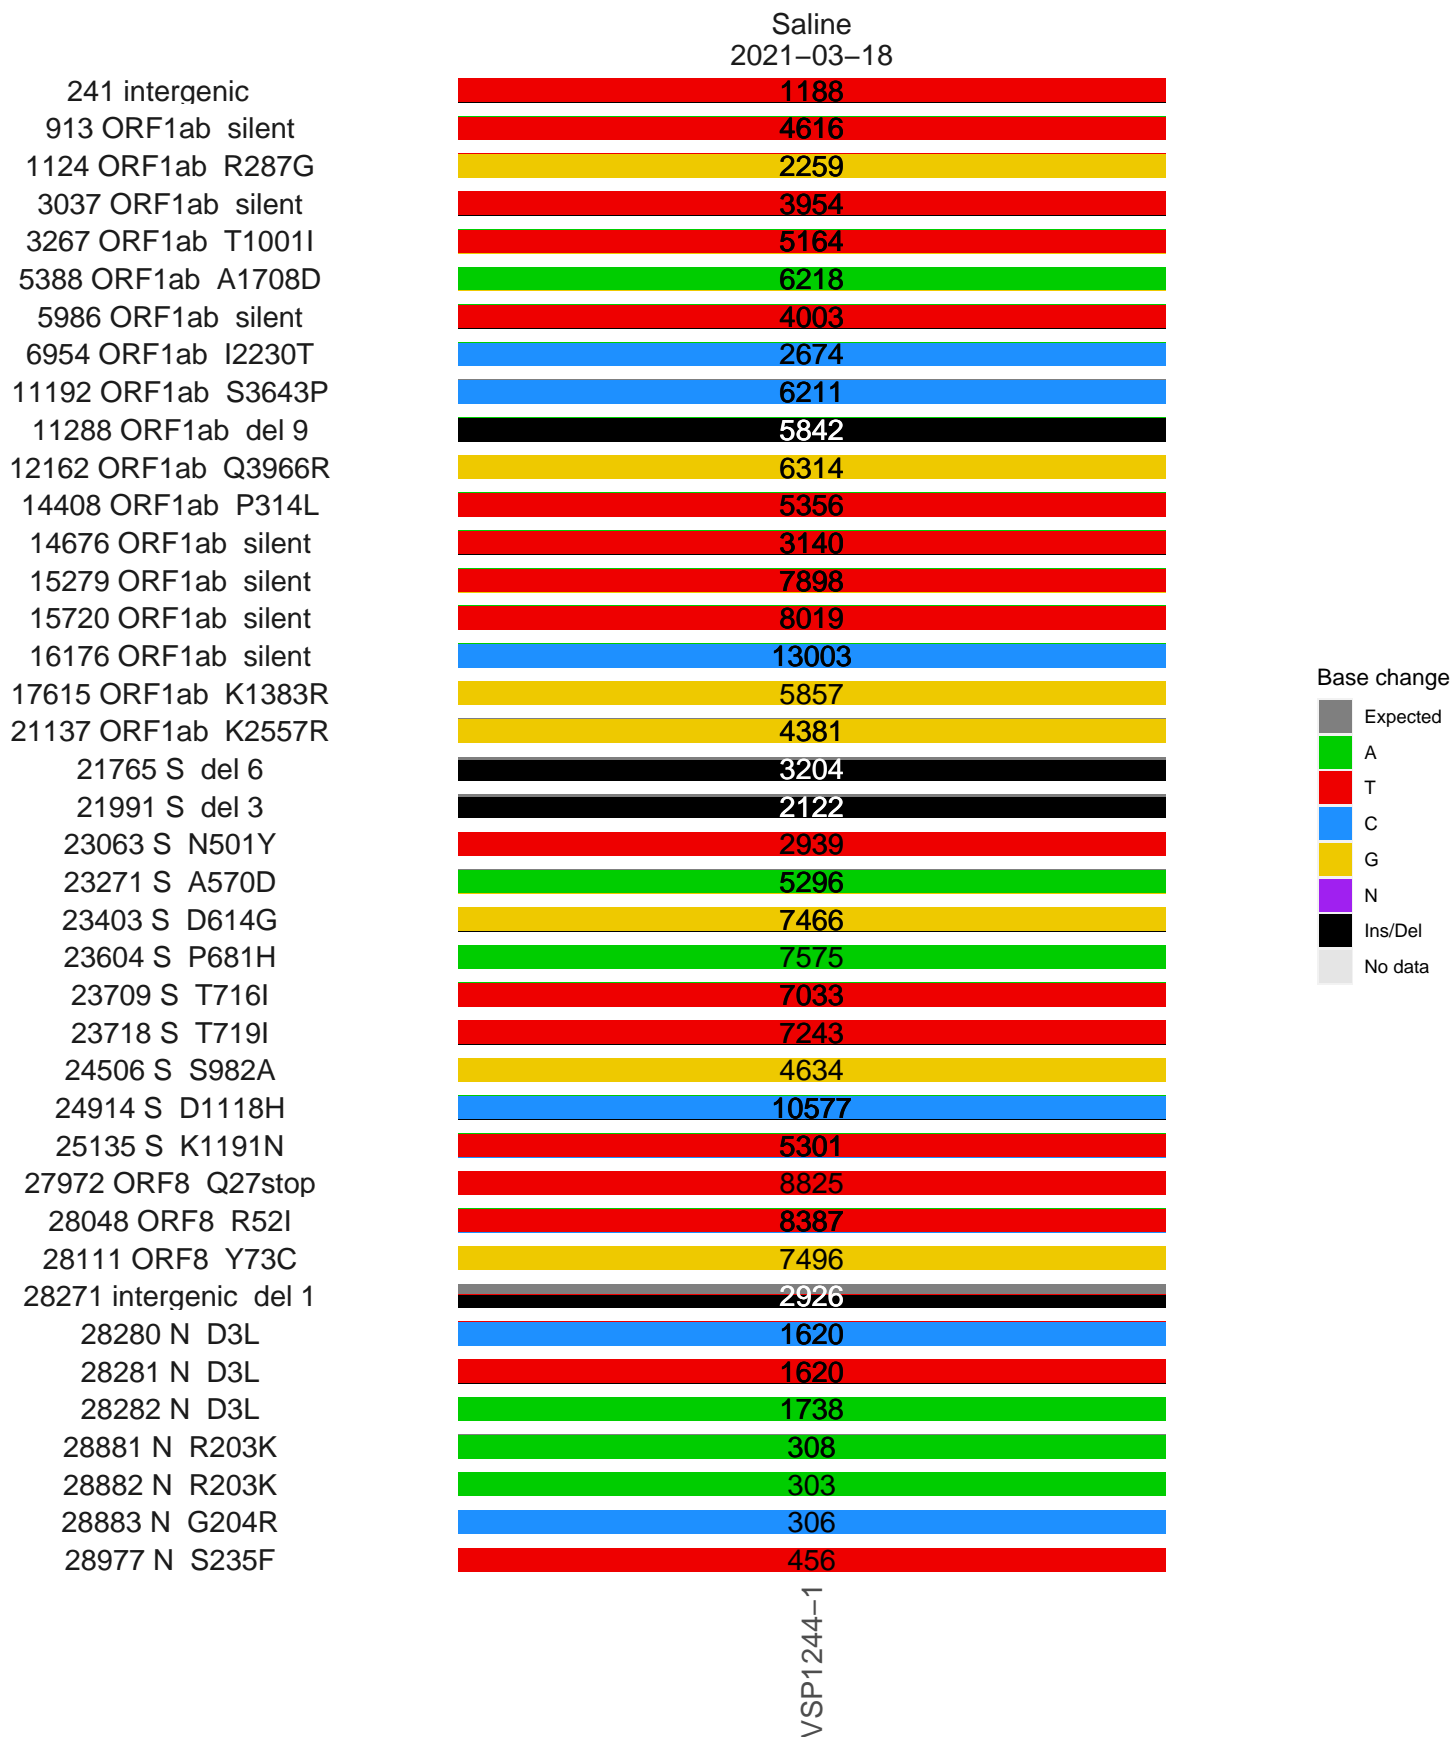 Saline
2021−03−18
241 intergenic 1188
913 ORF1ab silent 4616
1124 ORF1ab R287G 2259
3037 ORF1ab silent 3954
3267 ORF1ab T1001I 5164
5388 ORF1ab A1708D 6218
5986 ORF1ab silent 4003
6954 ORF1ab I2230T 2674
11192 ORF1ab S3643P 6211
11288 ORF1ab del 9 5842
12162 ORF1ab Q3966R 6314
14408 ORF1ab P314L 5356
14676 ORF1ab silent 3140
15279 ORF1ab silent 7898
15720 ORF1ab silent 8019
16176 ORF1ab silent 13003
17615 ORF1ab K1383R 5857
21137 ORF1ab K2557R 4381
21765 S del 6 3204
21991 S del 3 2122
23063 S N501Y 2939
23271 S A570D 5296
23403 S D614G 7466
23604 S P681H 7575
23709 S T716I 7033
23718 S T719I 7243
24506 S S982A 4634
24914 S D1118H 10577
25135 S K1191N 5301
27972 ORF8 Q27stop 8825
28048 ORF8 R52I 8387
28111 ORF8 Y73C 7496
28271 intergenic del 1 2926
28280 N D3L 1620
28281 N D3L 1620
28282 N D3L 1738
28881 N R203K 308
28882 N R203K 303
28883 N G204R 306
28977 N S235F 456
VSP1244−1
Base change
Expected
A
T
C
G
N
Ins/Del
No data